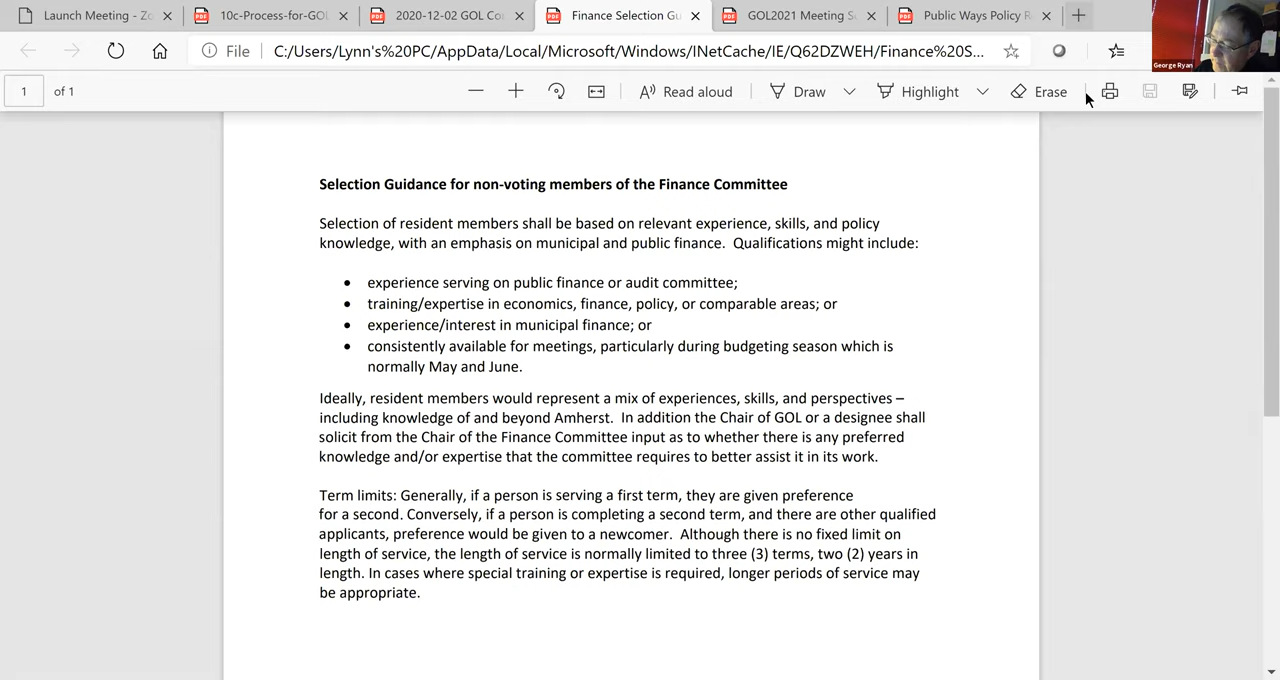 Launch Meeting - Zo
10c-Process-for-GOL
2020-12-02 GOL Co
Finance Selection Gu
GOL2021 Meeting S
Public Ways Policy R
File
C:/Users/Lynn's%20PC/AppData/Local/Microsoft/Windows/INetCache/IE/Q62DZWEH/Finance%20S...
George Ryan
1 of 1
Read aloud
Draw
Highlight
Erase
Selection Guidance for non-voting members of the Finance Committee
Selection of resident members shall be based on relevant experience, skills, and policy
knowledge, with an emphasis on municipal and public finance. Qualifications might include:
• experience serving on public finance or audit committee;
• training/expertise in economics, finance, policy, or comparable areas; or
• experience/interest in municipal finance; or
• consistently available for meetings, particularly during budgeting season which is
normally May and June.
Ideally, resident members would represent a mix of experiences, skills, and perspectives –
including knowledge of and beyond Amherst. In addition the Chair of GOL or a designee shall
solicit from the Chair of the Finance Committee input as to whether there is any preferred
knowledge and/or expertise that the committee requires to better assist it in its work.
Term limits: Generally, if a person is serving a first term, they are given preference
for a second. Conversely, if a person is completing a second term, and there are other qualified
applicants, preference would be given to a newcomer. Although there is no fixed limit on
length of service, the length of service is normally limited to three (3) terms, two (2) years in
length. In cases where special training or expertise is required, longer periods of service may
be appropriate.